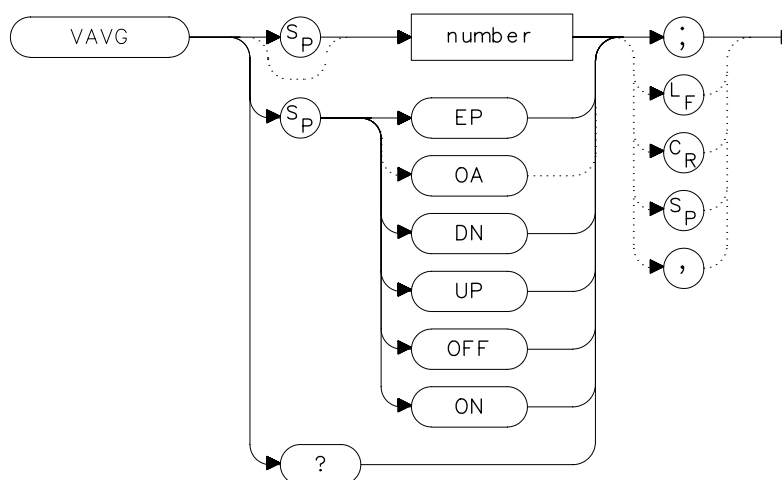 VAVG
SP
number
;
SP
EP
LF
OA
CR
DN
SP
UP
,
OFF
ON
?